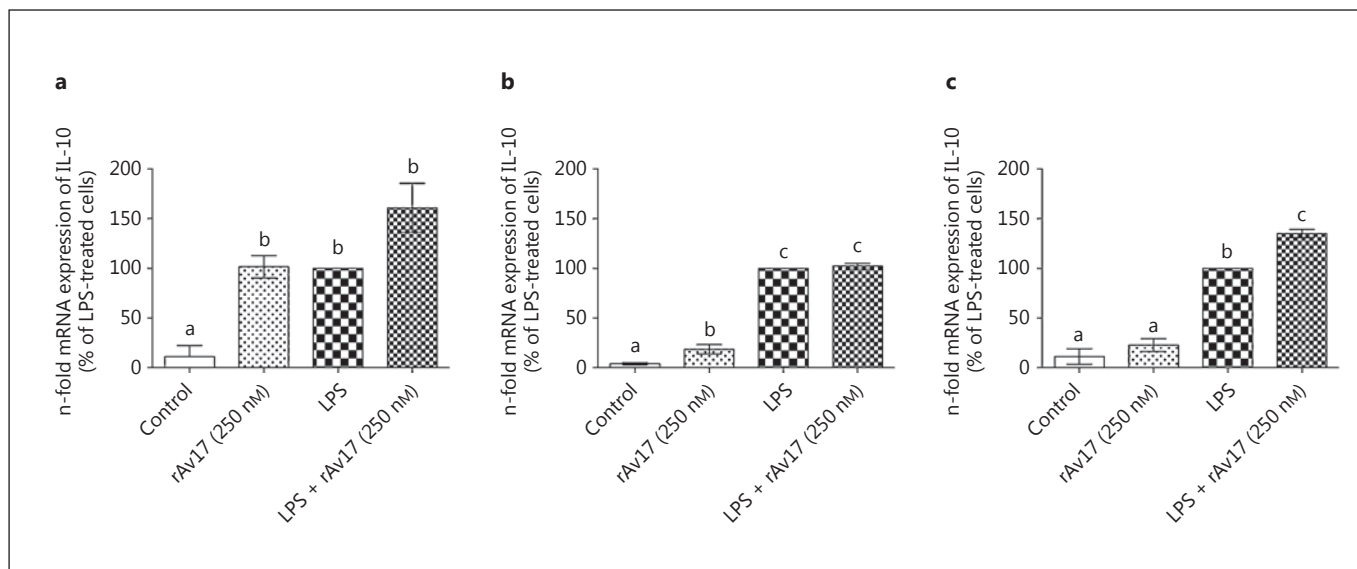 a
n-fold mRNA expression of IL-10
(% of LPS-treated cells)
200
150
100
50
0
a
b
b
b
Control
rAv17 (250 nM)
LPS
LPS + rAv17 (250 nM)
b
n-fold mRNA expression of IL-10
(% of LPS-treated cells)
200
150
100
50
0
a
b
c
c
Control
rAv17 (250 nM)
LPS
LPS + rAv17 (250 nM)
c
n-fold mRNA expression of IL-10
(% of LPS-treated cells)
200
150
100
50
0
a
a
b
c
Control
rAv17 (250 nM)
LPS
LPS + rAv17 (250 nM)